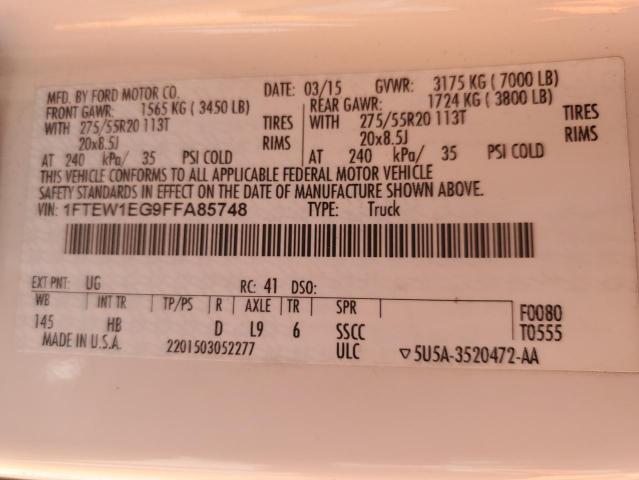 MFD. BY FORD MOTOR CO. DATE: 03/15 GVWR: 3175 KG ( 7000 LB)
FRONT GAWR: 1565 KG ( 3450 LB) REAR GAWR: 1724 KG ( 3800 LB)
WITH 275/55R20 113T TIRES WITH 275/55R20 113T TIRES
20x8.5J RIMS 20x8.5J RIMS
AT 240 kPa/ 35 PSI COLD AT 240 kPa/ 35 PSI COLD
THIS VEHICLE CONFORMS TO ALL APPLICABLE FEDERAL MOTOR VEHICLE
SAFETY STANDARDS IN EFFECT ON THE DATE OF MANUFACTURE SHOWN ABOVE.
VIN: 1FTEW1EG9FFA85748 TYPE: Truck
EXT PNT: UG RC: 41 DSO:
WB INT TR TP/PS R AXLE TR SPR F0080
145 HB D L9 6 SSCC T0555
MADE IN U.S.A. 2201503052277 ULC ▽5U5A-3520472-AA